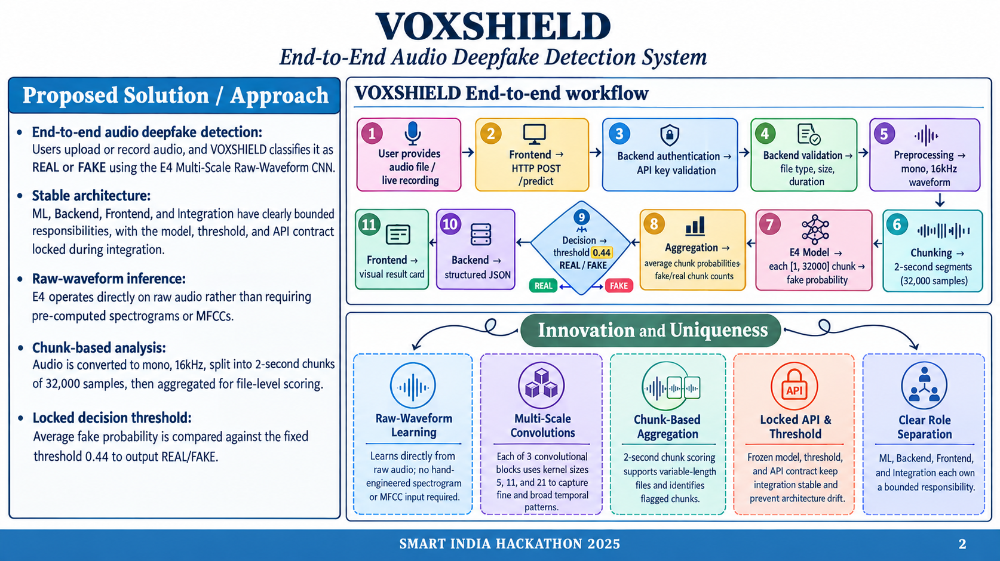 VOXSHIELD
End-to-End Audio Deepfake Detection System
Proposed Solution / Approach
• End-to-end audio deepfake detection:
Users upload or record audio, and VOXSHIELD classifies it as
REAL or FAKE using the E4 Multi-Scale Raw-Waveform CNN.
• Stable architecture:
ML, Backend, Frontend, and Integration have clearly bounded
responsibilities, with the model, threshold, and API contract
locked during integration.
• Raw-waveform inference:
E4 operates directly on raw audio rather than requiring
pre-computed spectrograms or MFCCs.
• Chunk-based analysis:
Audio is converted to mono, 16kHz, split into 2-second chunks
of 32,000 samples, then aggregated for file-level scoring.
• Locked decision threshold:
Average fake probability is compared against the fixed
threshold 0.44 to output REAL/FAKE.
VOXSHIELD End-to-end workflow
1
User provides
audio file /
live recording
2
Frontend →
HTTP POST
/predict
3
Backend authentication →
API key validation
4
Backend validation →
file type, size,
duration
5
Preprocessing →
mono, 16kHz
waveform
6
Chunking →
2-second segments
(32,000 samples)
7
E4 Model →
each [1, 32000] chunk →
fake probability
8
Aggregation →
average chunk probabilities
fake/real chunk counts
9
Decision →
threshold 0.44
REAL / FAKE
REAL
FAKE
10
Backend →
structured JSON
11
Frontend →
visual result card
Innovation and Uniqueness
Raw-Waveform
Learning
Learns directly from
raw audio; no hand-
engineered spectrogram
or MFCC input required.
Multi-Scale
Convolutions
Each of 3 convolutional
blocks uses kernel sizes
5, 11, and 21 to capture
fine and broad temporal
patterns.
Chunk-Based
Aggregation
2-second chunk scoring
supports variable-length
files and identifies
flagged chunks.
API
Locked API &
Threshold
Frozen model, threshold,
and API contract keep
integration stable and
prevent architecture drift.
Clear Role
Separation
ML, Backend, Frontend,
and Integration each own
a bounded responsibility.
SMART INDIA HACKATHON 2025
2